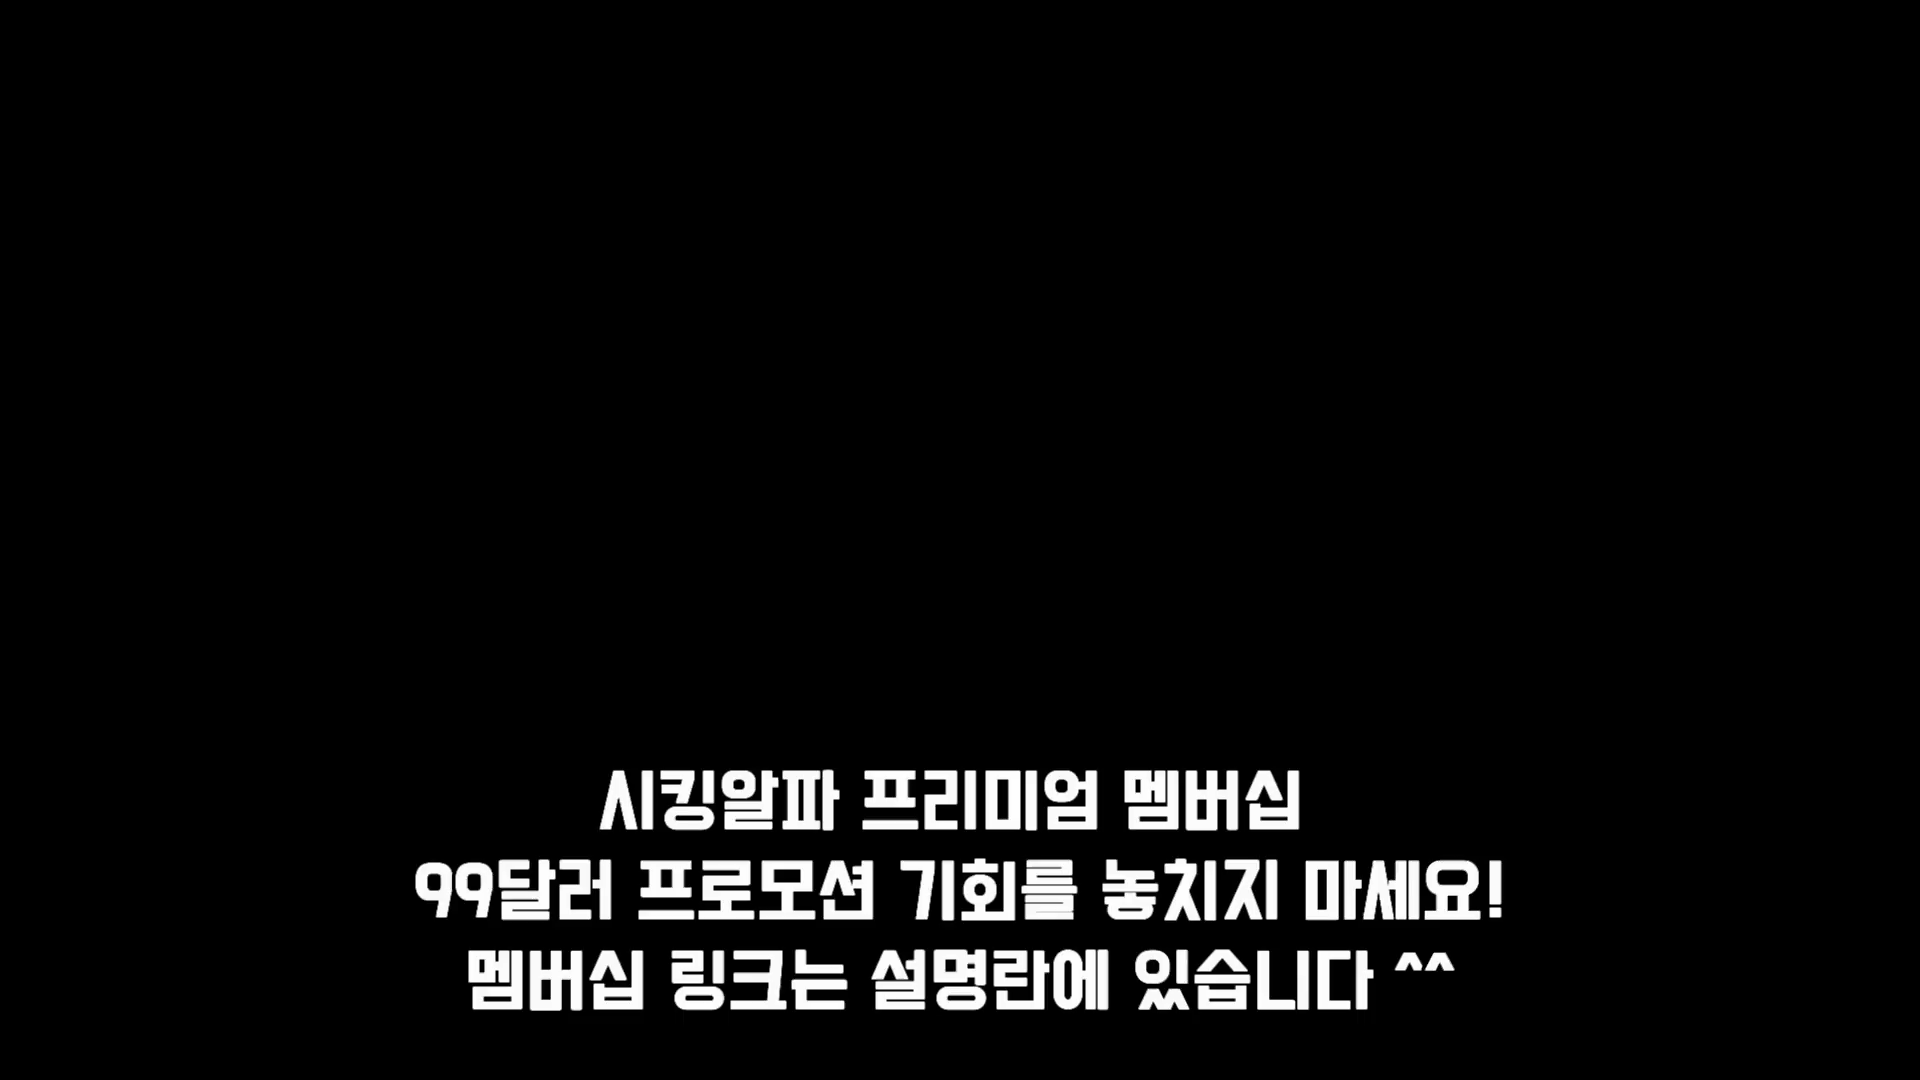 시킹알파 프리미엄 멤버십
99달러 프로모션 기회를 놓치지 마세요!
멤버십 링크는 설명란에 있습니다 ^^